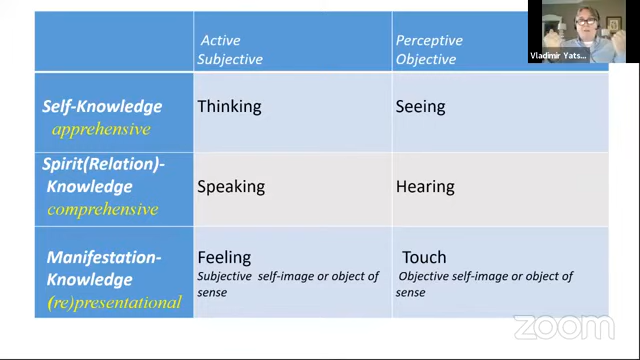 Active
Subjective
Perceptive
Objective
Vladimir Yats...
Self-Knowledge
apprehensive
Thinking
Seeing
Spirit(Relation)-
Knowledge
comprehensive
Speaking
Hearing
Manifestation-
Knowledge
(re)presentational
Feeling
Subjective self-image or object of
sense
Touch
Objective self-image or object of
sense
zoom